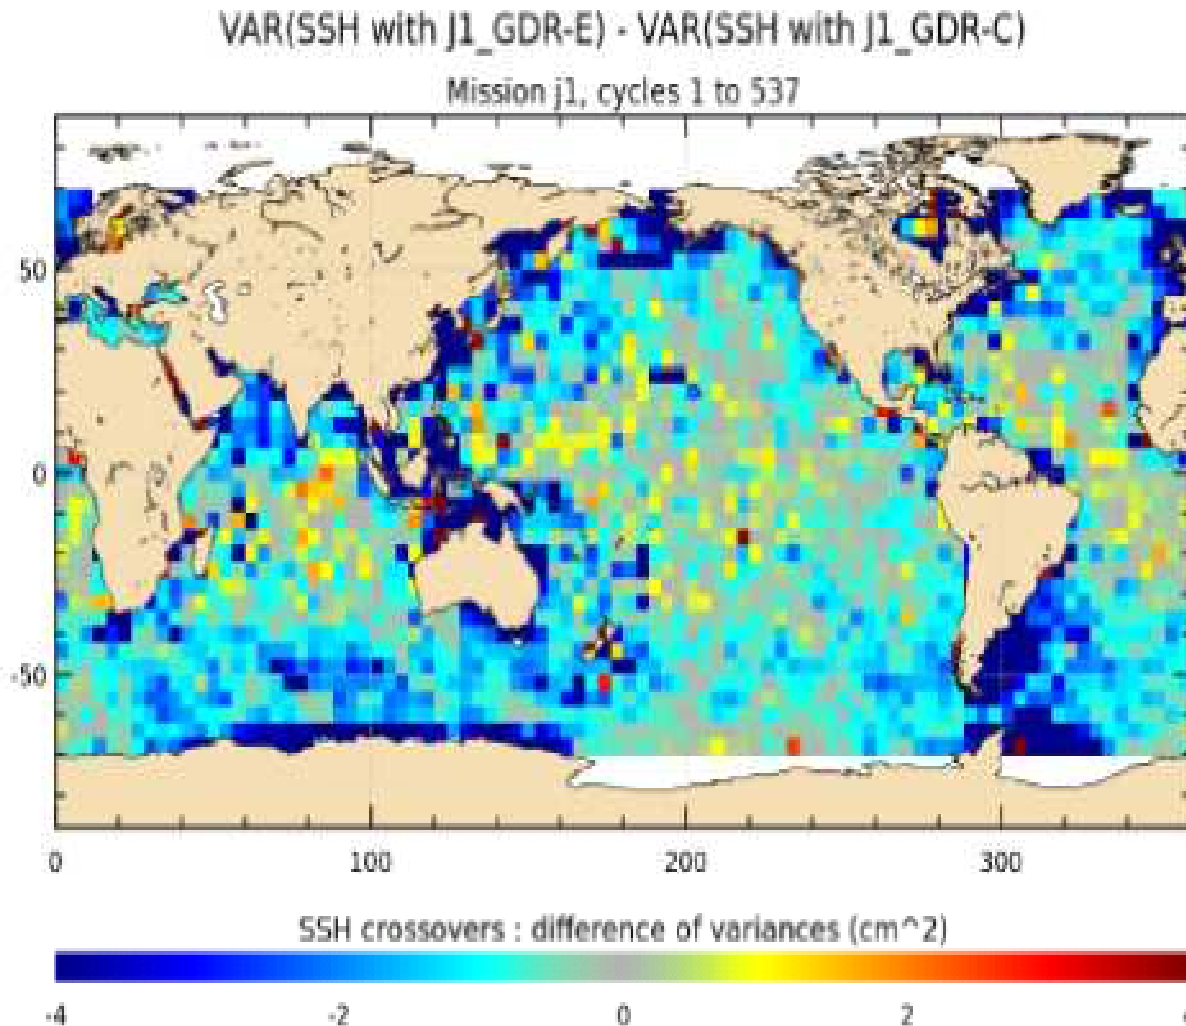 VAR(SSH with J1_GDR-E) - VAR(SSH with J1_GDR-C)
Mission j1, cycles 1 to 537
50
0
-50
0 100 200 300
SSH crossovers : difference of variances (cm^2)
-4 -2 0 2